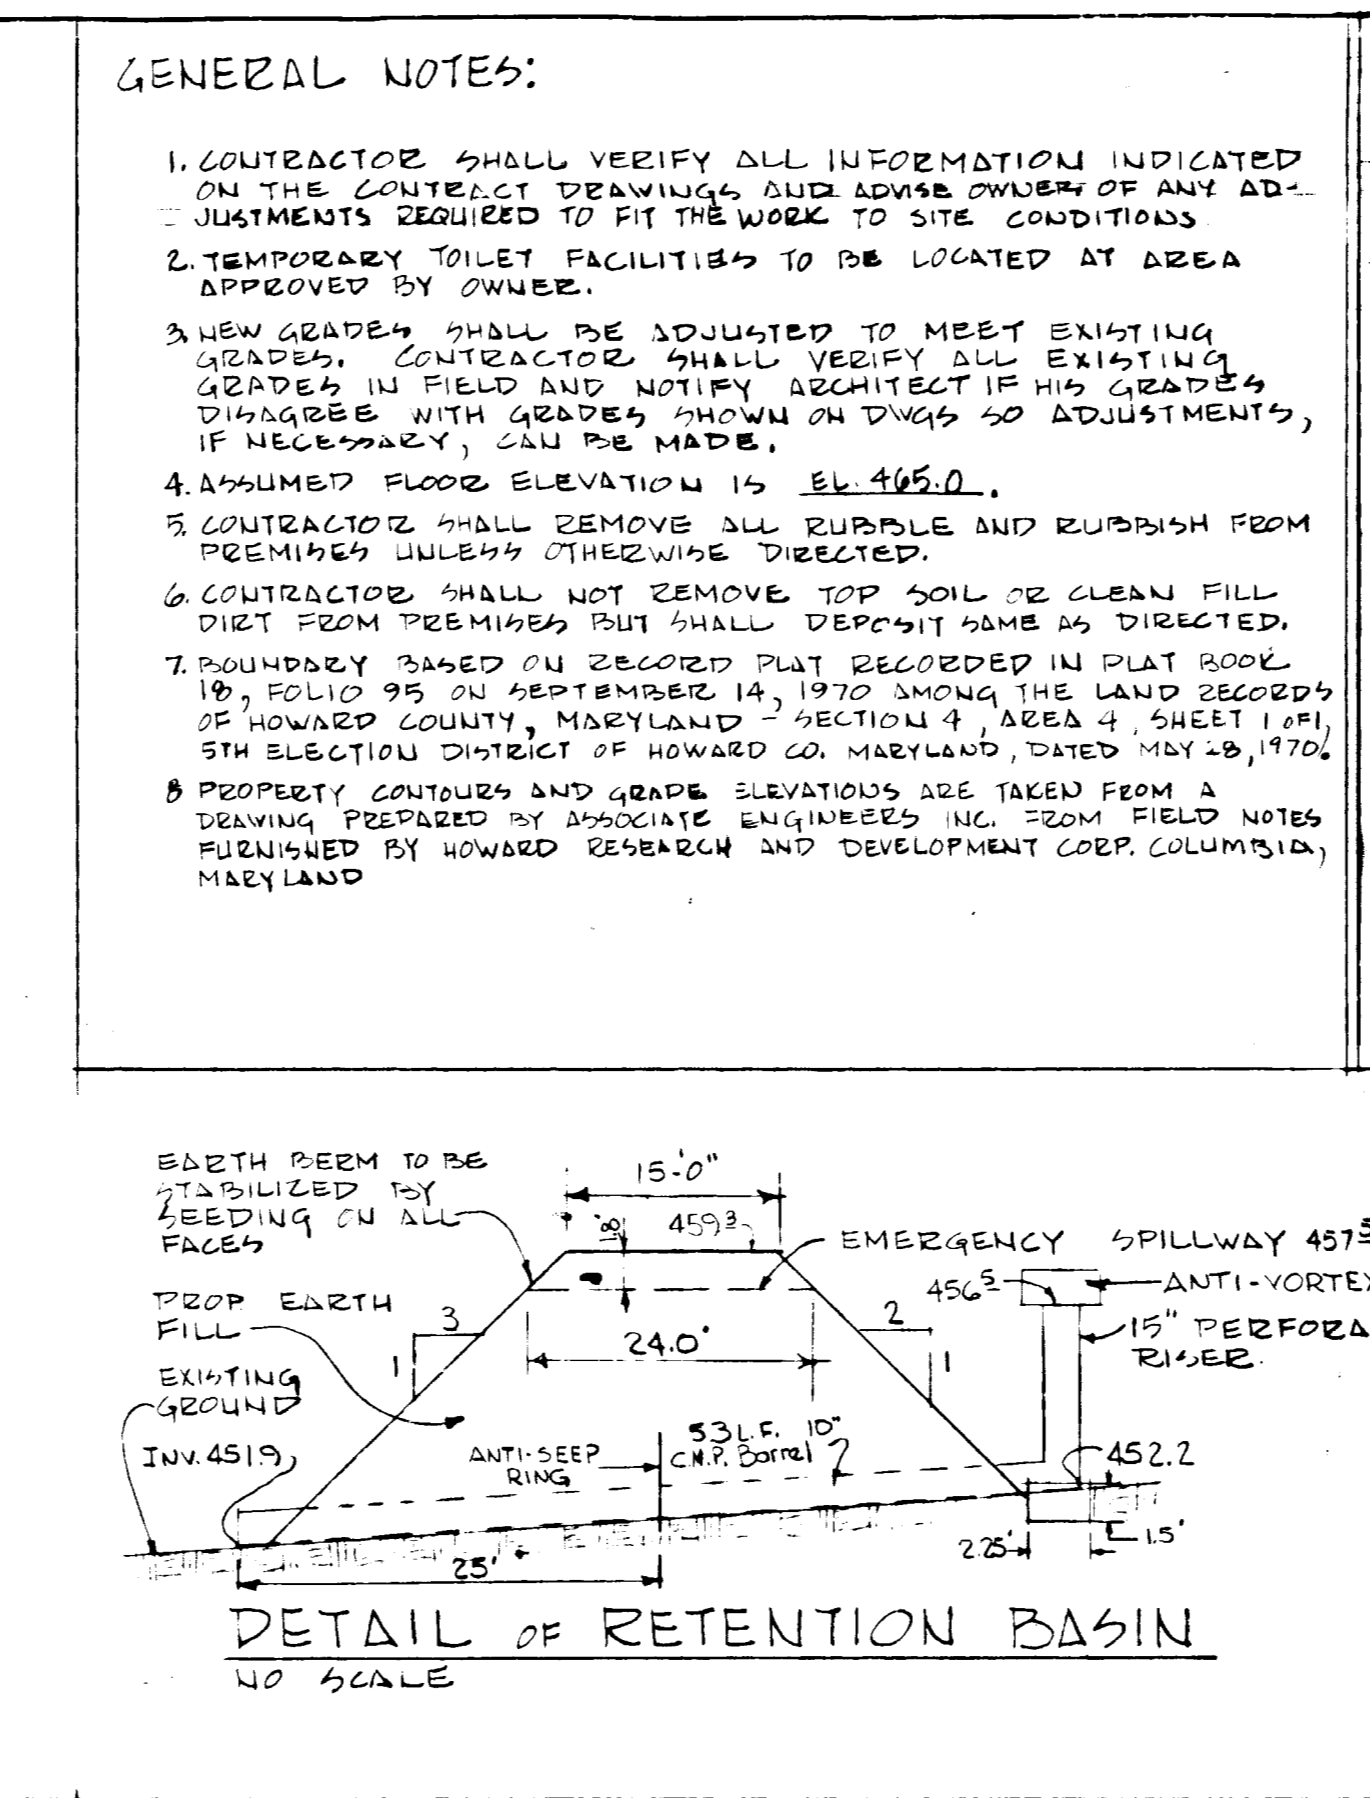 GENERAL NOTES:
1. CONTRACTOR SHALL VERIFY ALL INFORMATION INDICATED
ON THE CONTRACT DRAWINGS AND ADVISE OWNER OF ANY AD-
JUSTMENTS REQUIRED TO FIT THE WORK TO SITE CONDITIONS
2. TEMPORARY TOILET FACILITIES TO BE LOCATED AT AREA
APPROVED BY OWNER.
3. NEW GRADES SHALL BE ADJUSTED TO MEET EXISTING
GRADES. CONTRACTOR SHALL VERIFY ALL EXISTING
GRADES IN FIELD AND NOTIFY ARCHITECT IF HIS GRADES
DISAGREE WITH GRADES SHOWN ON DWGS SO ADJUSTMENTS,
IF NECESSARY, CAN BE MADE.
4. ASSUMED FLOOR ELEVATION IS EL. 465.0.
5. CONTRACTOR SHALL REMOVE ALL RUBBLE AND RUBBISH FROM
PREMISES UNLESS OTHERWISE DIRECTED.
6. CONTRACTOR SHALL NOT REMOVE TOP SOIL OR CLEAN FILL
DIRT FROM PREMISES BUT SHALL DEPOSIT SAME AS DIRECTED.
7. BOUNDARY BASED ON RECORD PLAT RECORDED IN PLAT BOOK
18, FOLIO 95 ON SEPTEMBER 14, 1970 AMONG THE LAND RECORDS
OF HOWARD COUNTY, MARYLAND - SECTION 4, AREA 4, SHEET 1 OF 1,
5TH ELECTION DISTRICT OF HOWARD CO. MARYLAND, DATED MAY 28, 1970.
8 PROPERTY CONTOURS AND GRADE ELEVATIONS ARE TAKEN FROM A
DRAWING PREPARED BY ASSOCIATE ENGINEERS INC. FROM FIELD NOTES
FURNISHED BY HOWARD RESEARCH AND DEVELOPMENT CORP. COLUMBIA,
MARYLAND
EARTH BERM TO BE
STABILIZED BY
SEEDING ON ALL
FACES
15'-0"
459.3
EMERGENCY SPILLWAY 457.5
456.5
ANTI-VORTEX
PROP. EARTH
FILL
3
1
24.0'
2
1
15" PERFORA
RISER.
EXISTING
GROUND
INV. 451.9
ANTI-SEEP
RING
53 L.F. 10"
C.M.P. Barrel
452.2
25'
2.25'
1.5'
DETAIL OF RETENTION BASIN
NO SCALE